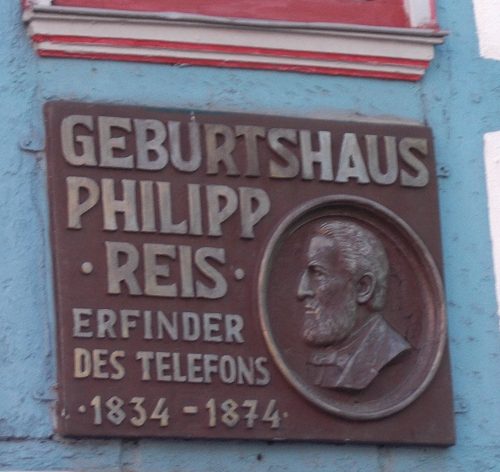 GEBURTSHAUS
PHILIPP
· REIS ·
ERFINDER
DES TELEFONS
· 1834 - 1874 ·